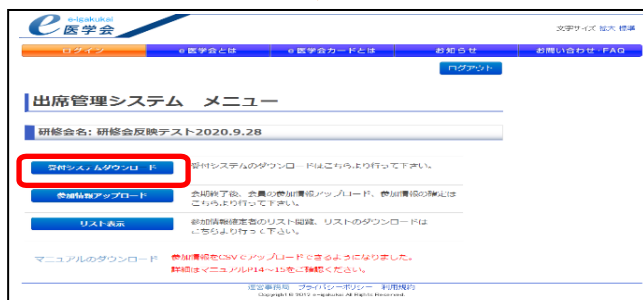 e-igakukai
e医学会
文字サイズ 拡大 標準
ログイン
e医学会とは
e医学会カードとは
お知らせ
お問い合わせ・FAQ
ログアウト
出席管理システム メニュー
研修会名: 研修会反映テスト2020.9.28
受付システムダウンロード
受付システムのダウンロードはこちらより行って下さい。
参加情報アップロード
会期終了後、会員の参加情報アップロード、参加情報の確定は
こちらより行って下さい。
リスト表示
参加情報確定者のリスト閲覧、リストのダウンロードは
こちらより行って下さい。
マニュアルのダウンロード
参加情報をCSVでアップロードできるようになりました。
詳細はマニュアルP14～15をご確認ください。
運営事務局 プライバシーポリシー 利用規約
Copyright © 2012 e-igakukai All Rights Reserved.